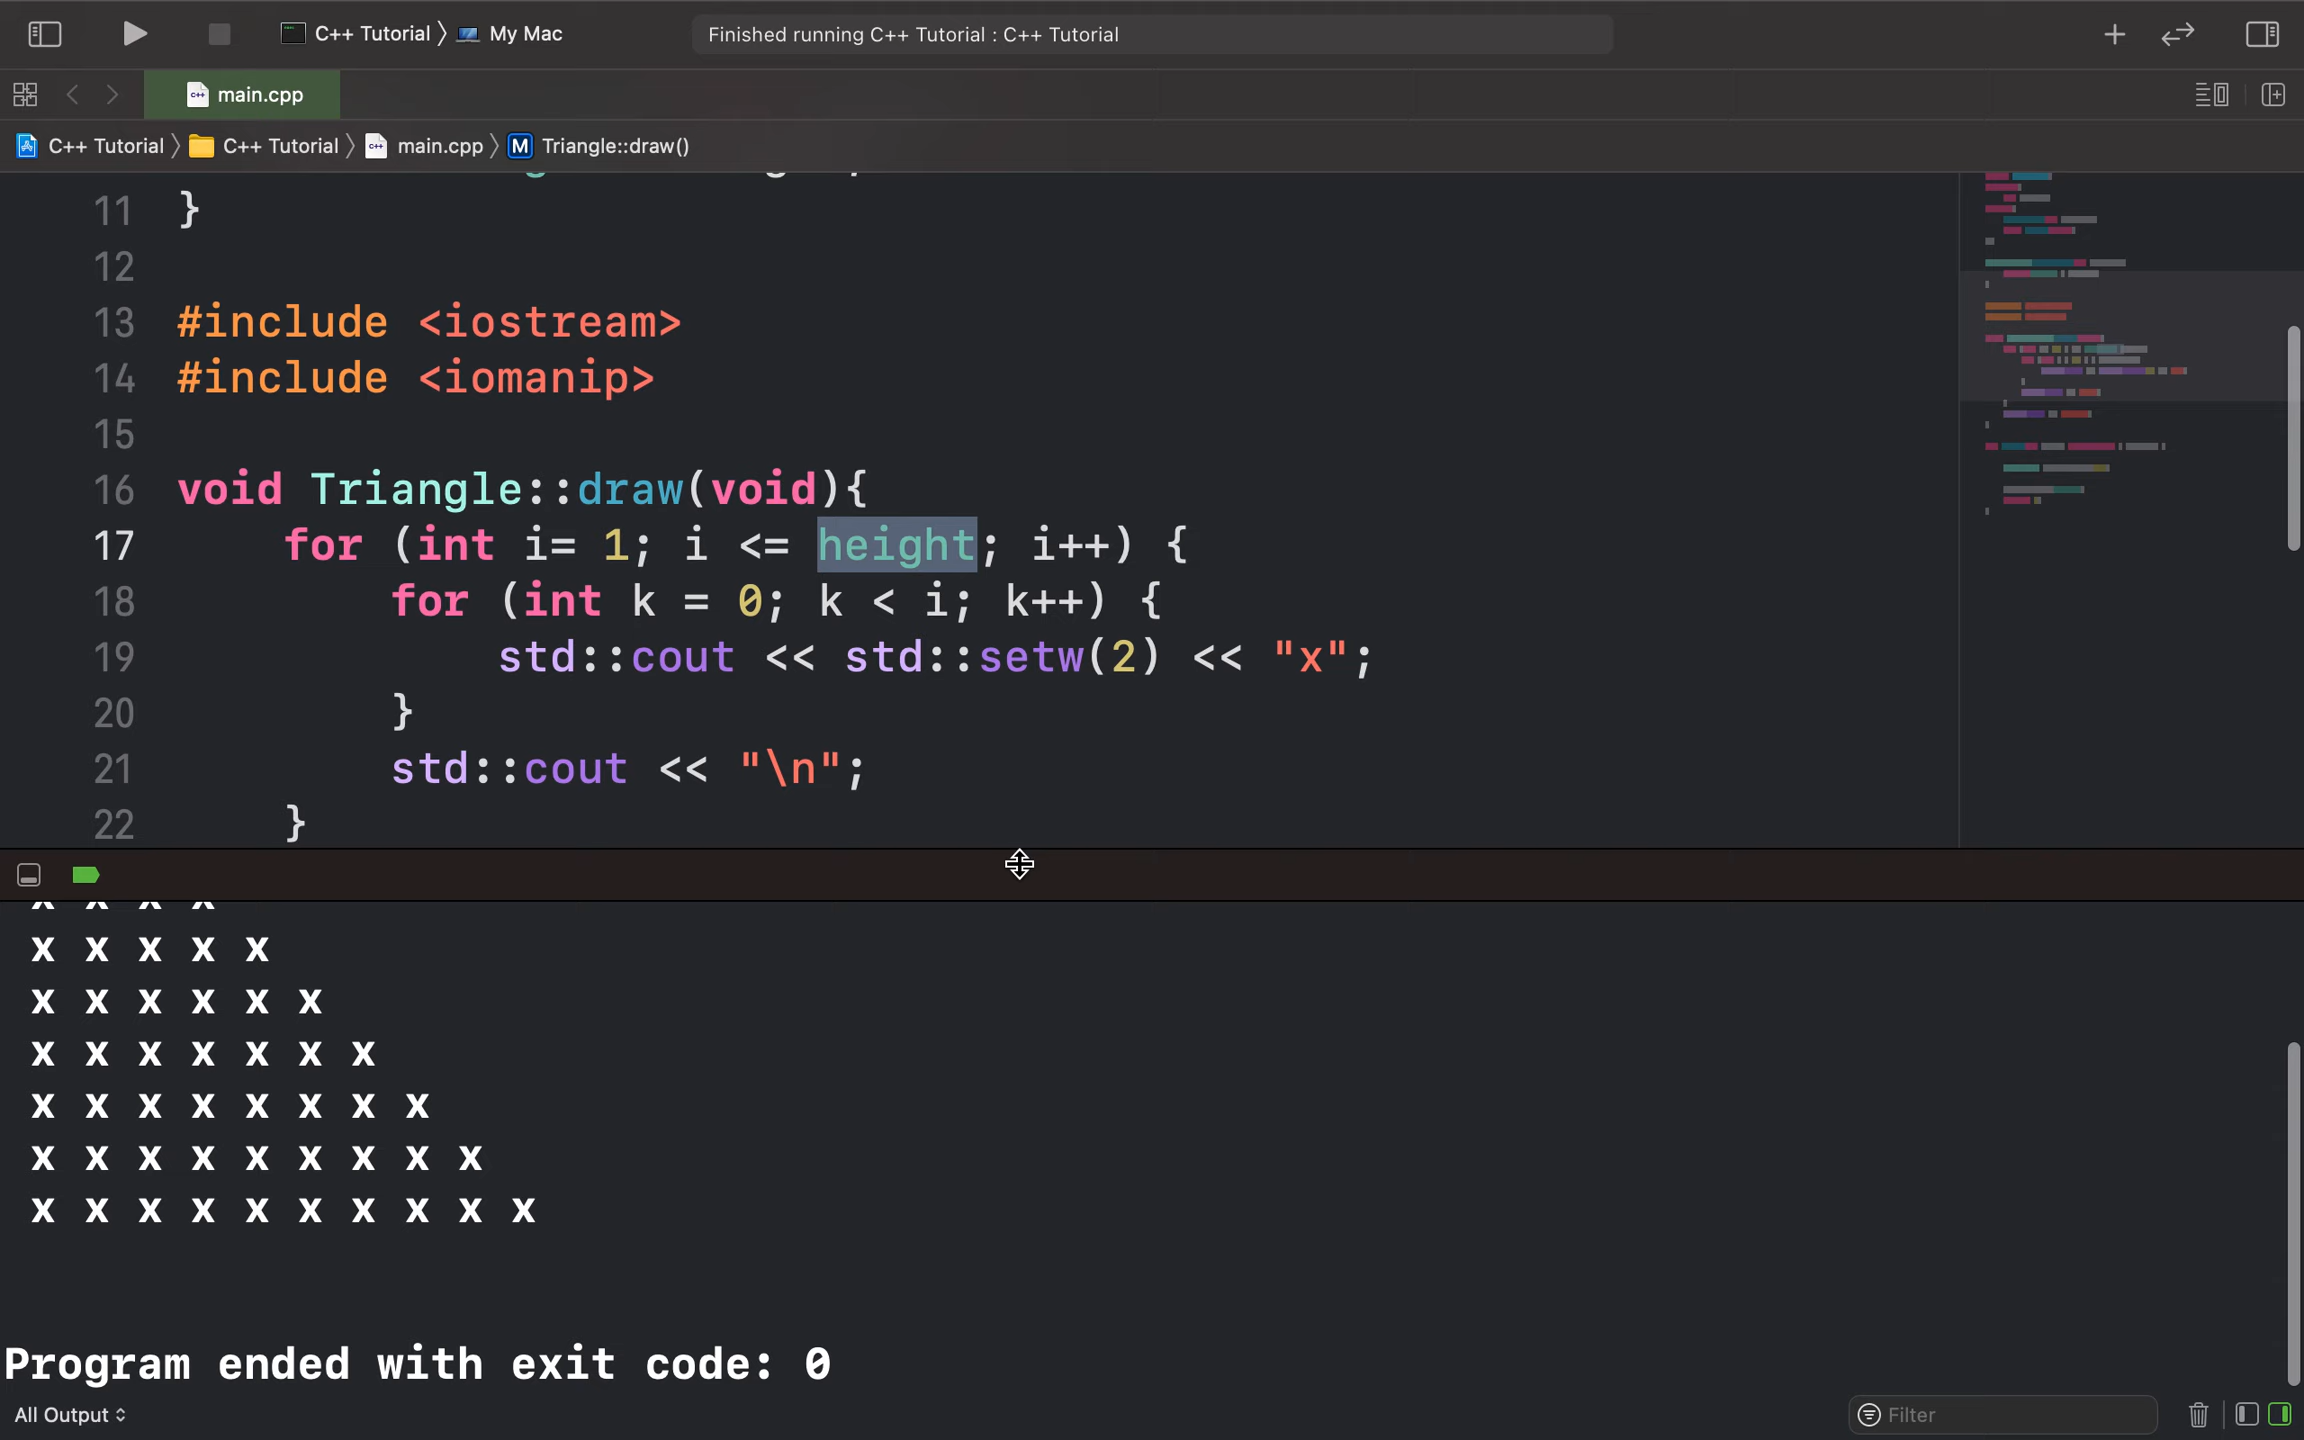 C++ Tutorial 〉 My Mac
Finished running C++ Tutorial : C++ Tutorial
main.cpp
C++ Tutorial 〉 C++ Tutorial 〉 main.cpp 〉 M Triangle::draw()
11 }
12
13 #include <iostream>
14 #include <iomanip>
15
16 void Triangle::draw(void){
17     for (int i= 1; i <= height; i++) {
18         for (int k = 0; k < i; k++) {
19             std::cout << std::setw(2) << "x";
20         }
21         std::cout << "\n";
22     }
x x x x
x x x x x
x x x x x x
x x x x x x x
x x x x x x x x
x x x x x x x x x
x x x x x x x x x x
Program ended with exit code: 0
All Output
Filter